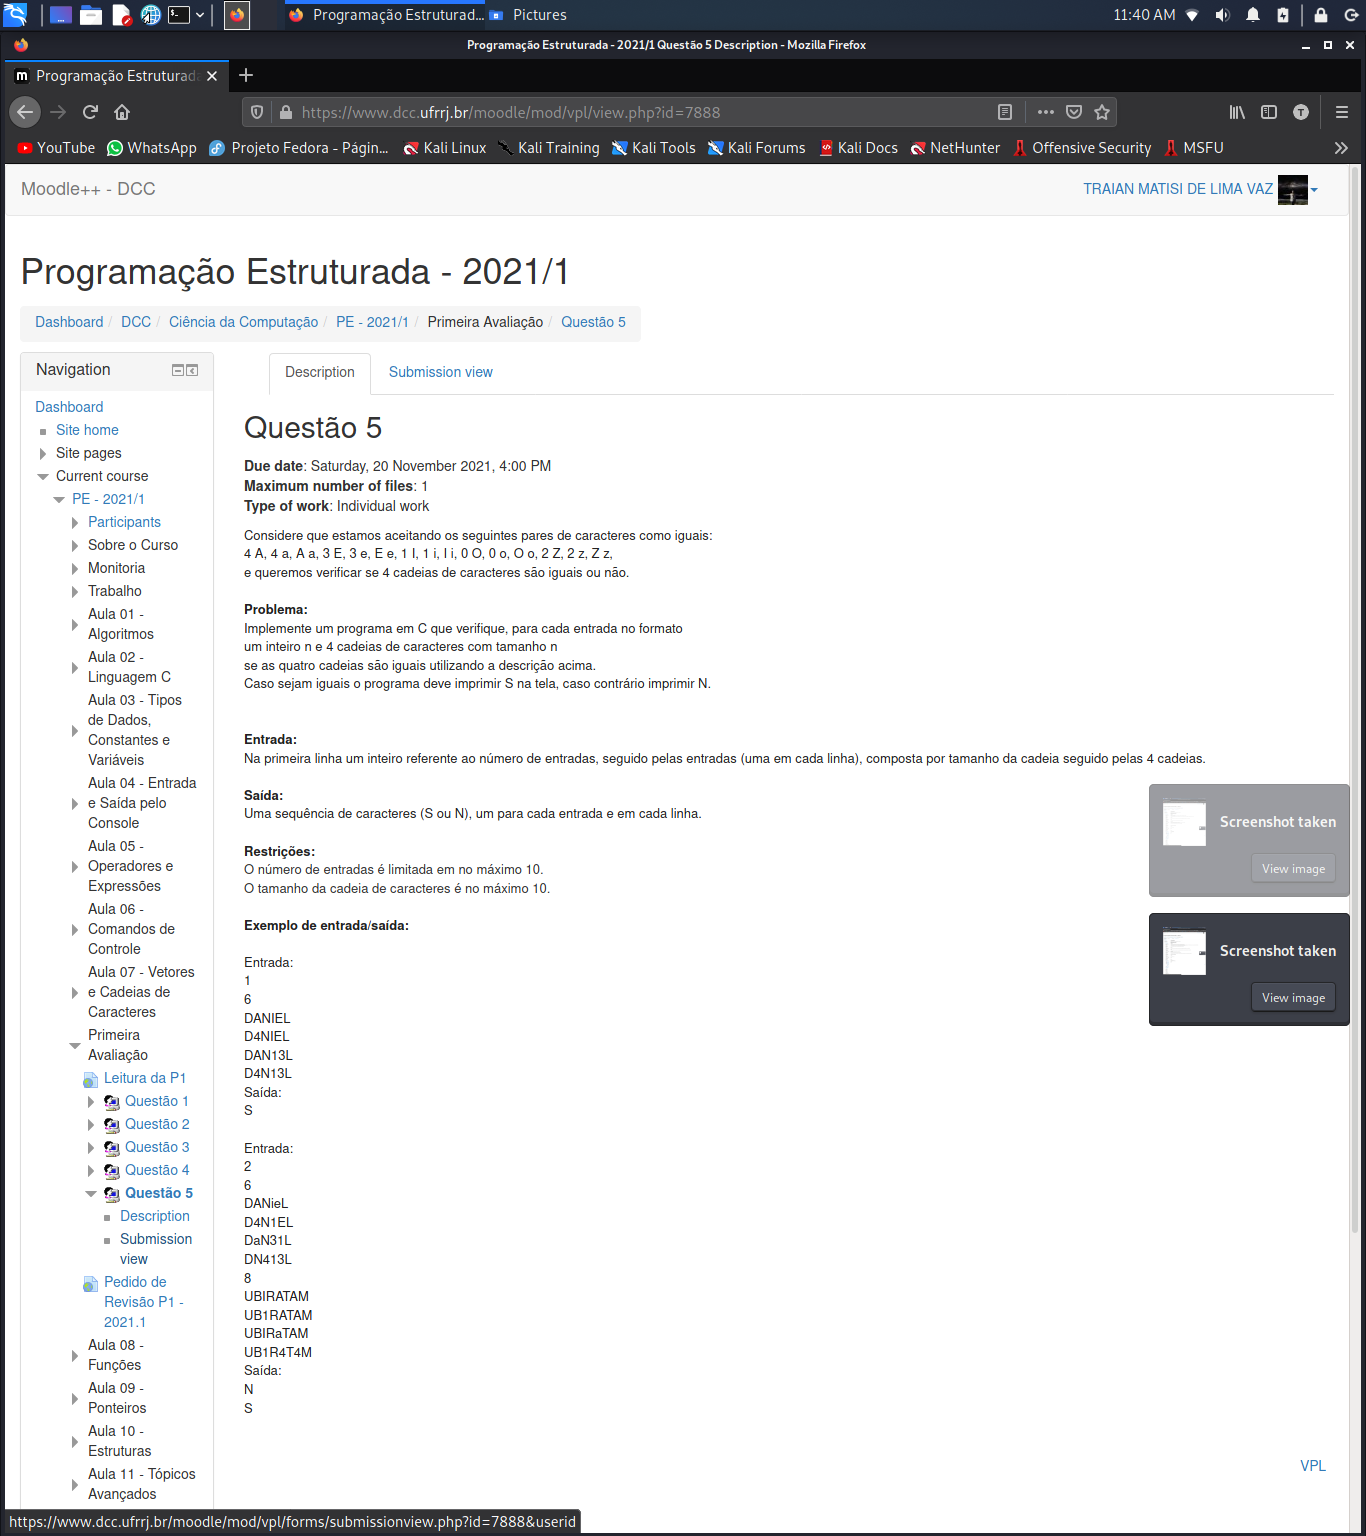 Programação Estruturad...
Pictures
11:40 AM
Programação Estruturada - 2021/1 Questão 5 Description - Mozilla Firefox
Programação Estruturada
https://www.dcc.ufrrj.br/moodle/mod/vpl/view.php?id=7888
T
YouTube
WhatsApp
Projeto Fedora - Págin...
Kali Linux
Kali Training
Kali Tools
Kali Forums
Kali Docs
NetHunter
Offensive Security
MSFU
Moodle++ - DCC
TRAIAN MATISI DE LIMA VAZ
Programação Estruturada - 2021/1
Dashboard / DCC / Ciência da Computação / PE - 2021/1 / Primeira Avaliação / Questão 5
Navigation
Dashboard
Site home
Site pages
Current course
PE - 2021/1
Participants
Sobre o Curso
Monitoria
Trabalho
Aula 01 -
Algoritmos
Aula 02 -
Linguagem C
Aula 03 - Tipos
de Dados,
Constantes e
Variáveis
Aula 04 - Entrada
e Saída pelo
Console
Aula 05 -
Operadores e
Expressões
Aula 06 -
Comandos de
Controle
Aula 07 - Vetores
e Cadeias de
Caracteres
Primeira
Avaliação
Leitura da P1
Questão 1
Questão 2
Questão 3
Questão 4
Questão 5
Description
Submission
view
Pedido de
Revisão P1 -
2021.1
Aula 08 -
Funções
Aula 09 -
Ponteiros
Aula 10 -
Estruturas
Aula 11 - Tópicos
Avançados
Description
Submission view
Questão 5
Due date: Saturday, 20 November 2021, 4:00 PM
Maximum number of files: 1
Type of work: Individual work
Considere que estamos aceitando os seguintes pares de caracteres como iguais:
4 A, 4 a, A a, 3 E, 3 e, E e, 1 I, 1 i, I i, 0 O, 0 o, O o, 2 Z, 2 z, Z z,
e queremos verificar se 4 cadeias de caracteres são iguais ou não.
Problema:
Implemente um programa em C que verifique, para cada entrada no formato
um inteiro n e 4 cadeias de caracteres com tamanho n
se as quatro cadeias são iguais utilizando a descrição acima.
Caso sejam iguais o programa deve imprimir S na tela, caso contrário imprimir N.
Entrada:
Na primeira linha um inteiro referente ao número de entradas, seguido pelas entradas (uma em cada linha), composta por tamanho da cadeia seguido pelas 4 cadeias.
Saída:
Uma sequência de caracteres (S ou N), um para cada entrada e em cada linha.
Restrições:
O número de entradas é limitada em no máximo 10.
O tamanho da cadeia de caracteres é no máximo 10.
Exemplo de entrada/saída:
Entrada:
1
6
DANIEL
D4NIEL
DAN13L
D4N13L
Saída:
S
Entrada:
2
6
DANieL
D4N1EL
DaN31L
DN413L
8
UBIRATAM
UB1RATAM
UBIRaTAM
UB1R4T4M
Saída:
N
S
Screenshot taken
View image
Screenshot taken
View image
VPL
https://www.dcc.ufrrj.br/moodle/mod/vpl/forms/submissionview.php?id=7888&userid